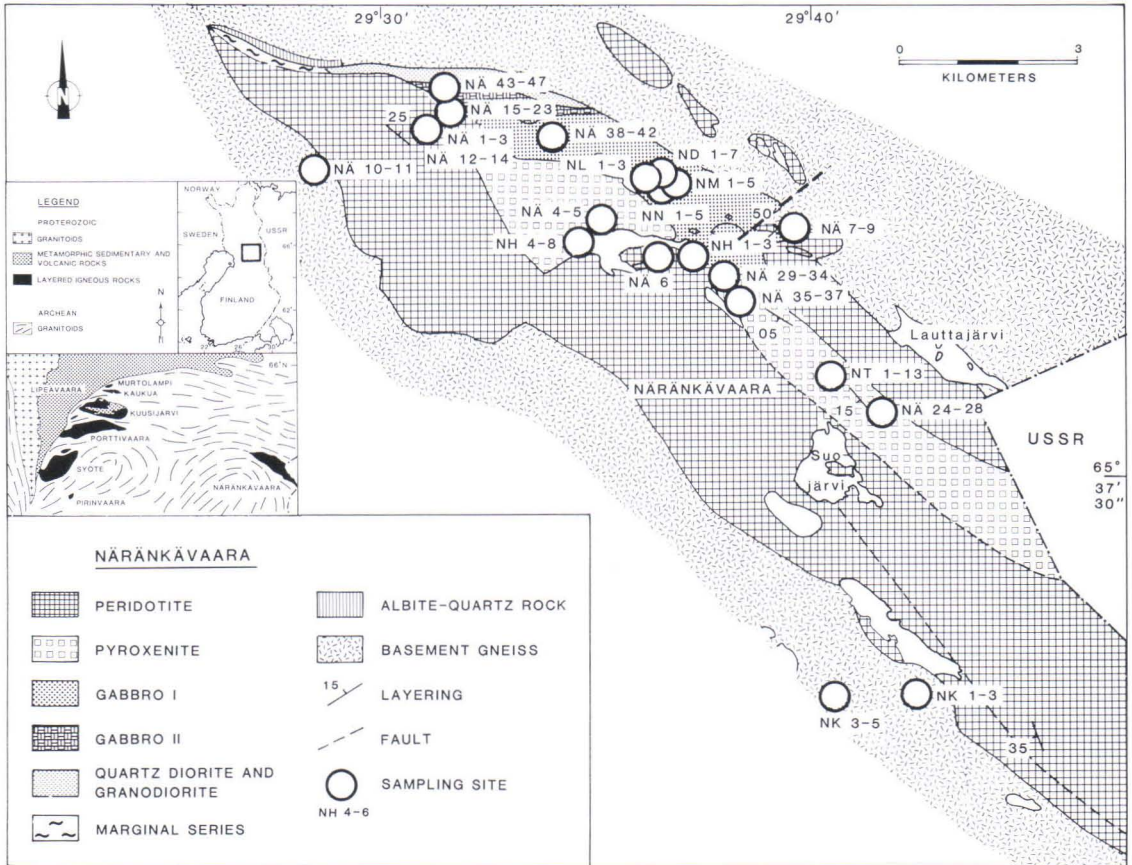 29° 30'
29° 40'
0 3
KILOMETERS
N
NÄ 43-47
NÄ 15-23
25
NÄ 1-3
NÄ 12-14
NÄ 38-42
NÄ 10-11
NL 1-3
ND 1-7
NM 1-5
NÄ 4-5
NN 1-5
50
NÄ 7-9
NH 4-8
NH 1-3
NÄ 6
NÄ 29-34
NÄ 35-37
05
Lauttajärvi
NT 1-13
NÄRÄNKÄVAARA
15
NÄ 24-28
USSR
Suo-
järvi
65°
37'
30"
NK 1-3
NK 3-5
35
LEGEND
PROTEROZOIC
GRANITOIDS
METAMORPHIC SEDIMENTARY AND
VOLCANIC ROCKS
LAYERED IGNEOUS ROCKS
ARCHEAN
GRANITOIDS
N
NORWAY
SWEDEN
USSR
66°
FINLAND
62°
66°N
LIPEAVAARA
MURTOLAMPI
KAUKUA
KUUSIJÄRVI
PORTTIVAARA
SYÖTE
NÄRÄNKÄVAARA
PIRINVAARA
NÄRÄNKÄVAARA
PERIDOTITE
PYROXENITE
GABBRO I
GABBRO II
QUARTZ DIORITE AND
GRANODIORITE
MARGINAL SERIES
ALBITE-QUARTZ ROCK
BASEMENT GNEISS
15
LAYERING
FAULT
SAMPLING SITE
NH 4-6